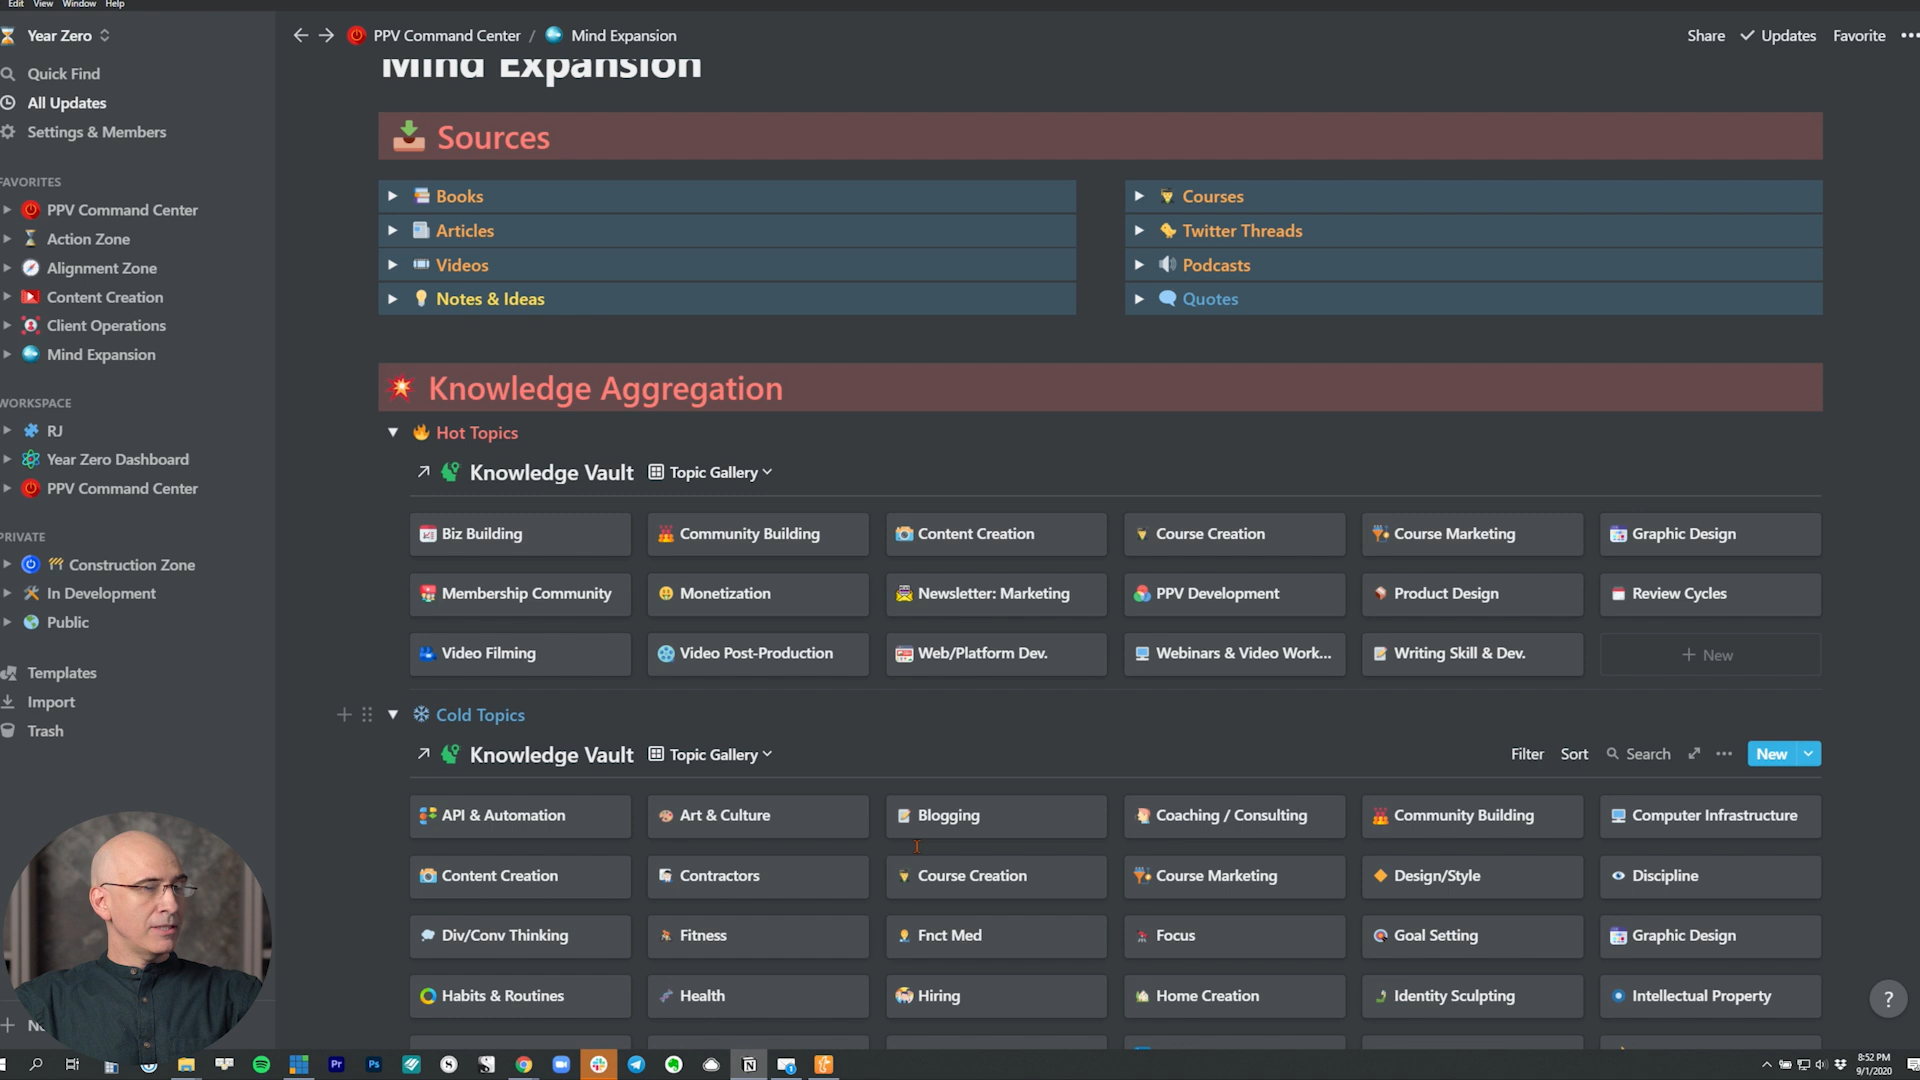 Edit View Window Help
Year Zero
PPV Command Center / Mind Expansion
Share Updates Favorite
Quick Find
All Updates
Settings & Members
FAVORITES
PPV Command Center
Action Zone
Alignment Zone
Content Creation
Client Operations
Mind Expansion
WORKSPACE
RJ
Year Zero Dashboard
PPV Command Center
PRIVATE
Construction Zone
In Development
Public
Templates
Import
Trash
Mind Expansion
Sources
Books
Articles
Videos
Notes & Ideas
Courses
Twitter Threads
Podcasts
Quotes
Knowledge Aggregation
Hot Topics
Knowledge Vault Topic Gallery
Biz Building Community Building Content Creation Course Creation Course Marketing Graphic Design
Membership Community Monetization Newsletter: Marketing PPV Development Product Design Review Cycles
Video Filming Video Post-Production Web/Platform Dev. Webinars & Video Work... Writing Skill & Dev. + New
Cold Topics
Knowledge Vault Topic Gallery Filter Sort Search New
API & Automation Art & Culture Blogging Coaching / Consulting Community Building Computer Infrastructure
Content Creation Contractors Course Creation Course Marketing Design/Style Discipline
Div/Conv Thinking Fitness Fnct Med Focus Goal Setting Graphic Design
Habits & Routines Health Hiring Home Creation Identity Sculpting Intellectual Property
?
Pr Ps
8:52 PM
9/1/2020